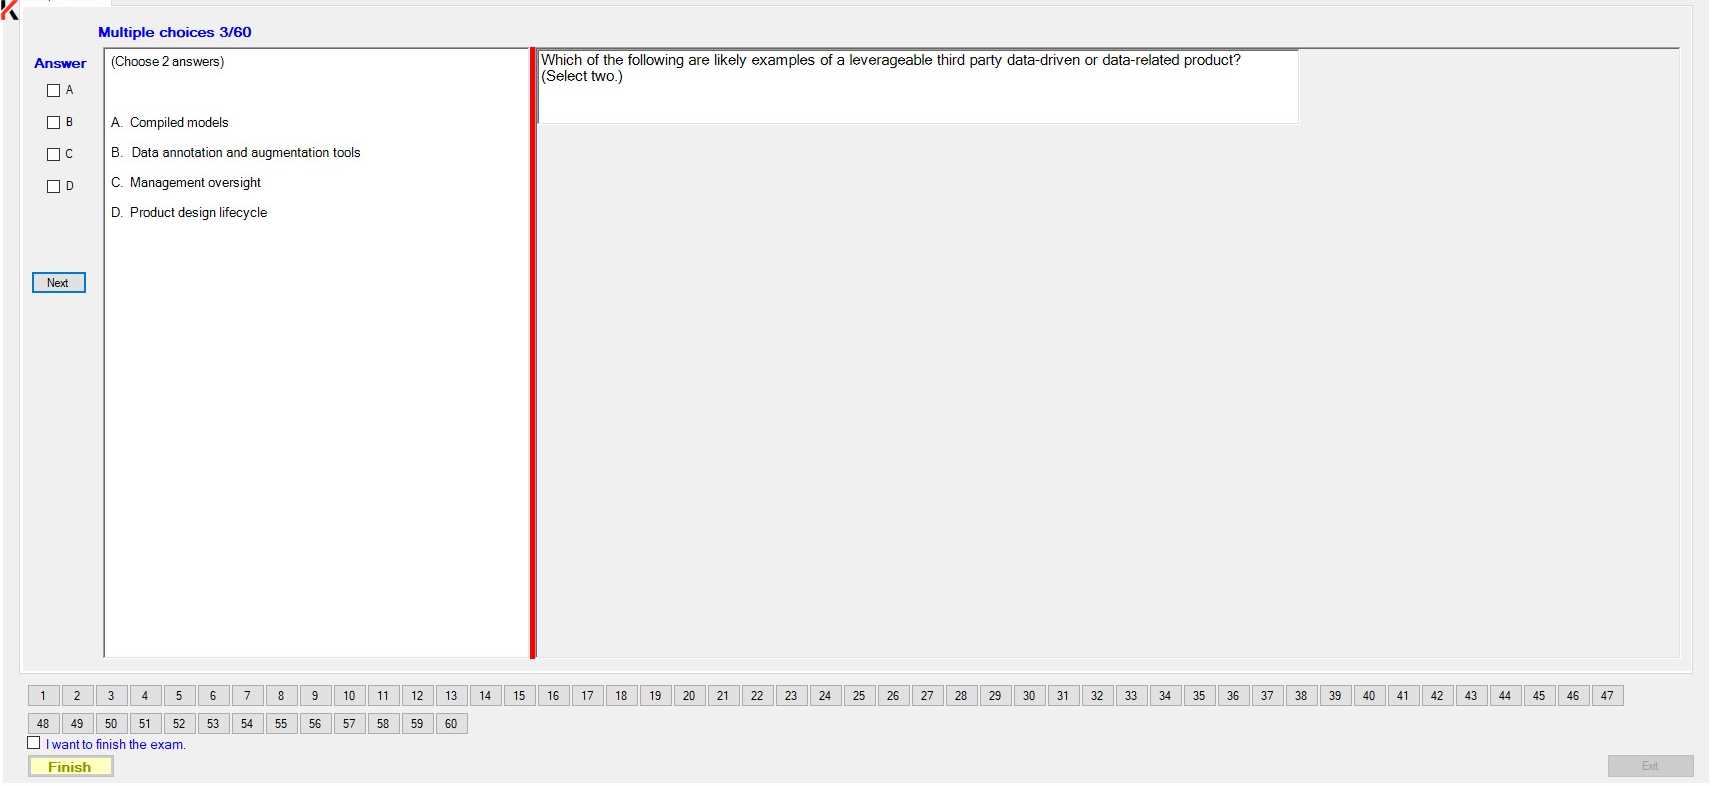 Multiple choices 3/60
Answer
A
B
C
D
Next
(Choose 2 answers)
A. Compiled models
B. Data annotation and augmentation tools
C. Management oversight
D. Product design lifecycle
Which of the following are likely examples of a leverageable third party data-driven or data-related product?
(Select two.)
1 2 3 4 5 6 7 8 9 10 11 12 13 14 15 16 17 18 19 20 21 22 23 24 25 26 27 28 29 30 31 32 33 34 35 36 37 38 39 40 41 42 43 44 45 46 47
48 49 50 51 52 53 54 55 56 57 58 59 60
I want to finish the exam.
Finish
Exit